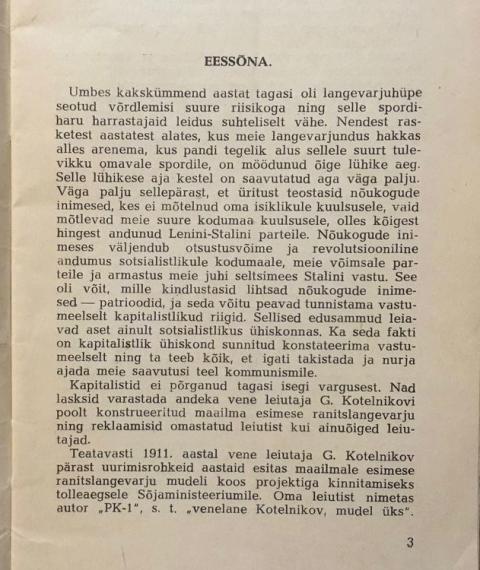 EESSÕNA.
Umbes kakskümmend aastat tagasi oli langevarjuhüpe
seotud võrdlemisi suure riisikoga ning selle spordi-
haru harrastajaid leidus suhteliselt vähe. Nendest ras-
ketest aastatest alates, kus meie langevarjundus hakkas
alles arenema, kus pandi tegelik alus sellele suurt tule-
vikku omavale spordile, on möödunud õige lühike aeg.
Selle lühikese aja kestel on saavutatud aga väga palju.
Väga palju sellepärast, et üritust teostasid nõukogude
inimesed, kes ei mõtelnud oma isiklikule kuulsusele, vaid
mõtlevad meie suure kodumaa kuulsusele, olles kõigest
hingest andunud Lenini-Stalini parteile. Nõukogude ini-
meses väljendub otsustusvõime ja revolutsiooniline
andumus sotsialistlikule kodumaale, meie võimsale par-
teile ja armastus meie juhi seltsimees Stalini vastu. See
oli võit, mille kindlustasid lihtsad nõukogude inime-
sed — patrioodid, ja seda võitu peavad tunnistama vastu-
meelselt kapitalistlikud riigid. Sellised edusammud leia-
vad aset ainult sotsialistlikus ühiskonnas. Ka seda fakti
on kapitalistlik ühiskond sunnitud konstateerima vastu-
meelselt ning ta teeb kõik, et igati takistada ja nurja
ajada meie saavutusi teel kommunismile.
Kapitalistid ei põrganud tagasi isegi vargusest. Nad
lasksid varastada andeka vene leiutaja G. Kotelnikovi
poolt konstrueeritud maailma esimese ranitslangevarju
ning reklaamisid omastatud leiutist kui ainuõiged leiu-
tajad.
Teatavasti 1911. aastal vene leiutaja G. Kotelnikov
pärast uurimisrohkeid aastaid esitas maailmale esimese
ranitslangevarju mudeli koos projektiga kinnitamiseks
tolleaegsele Sõjaministeeriumile. Oma leiutist nimetas
autor „PK-1", s. t. „venelane Kotelnikov, mudel üks".
3